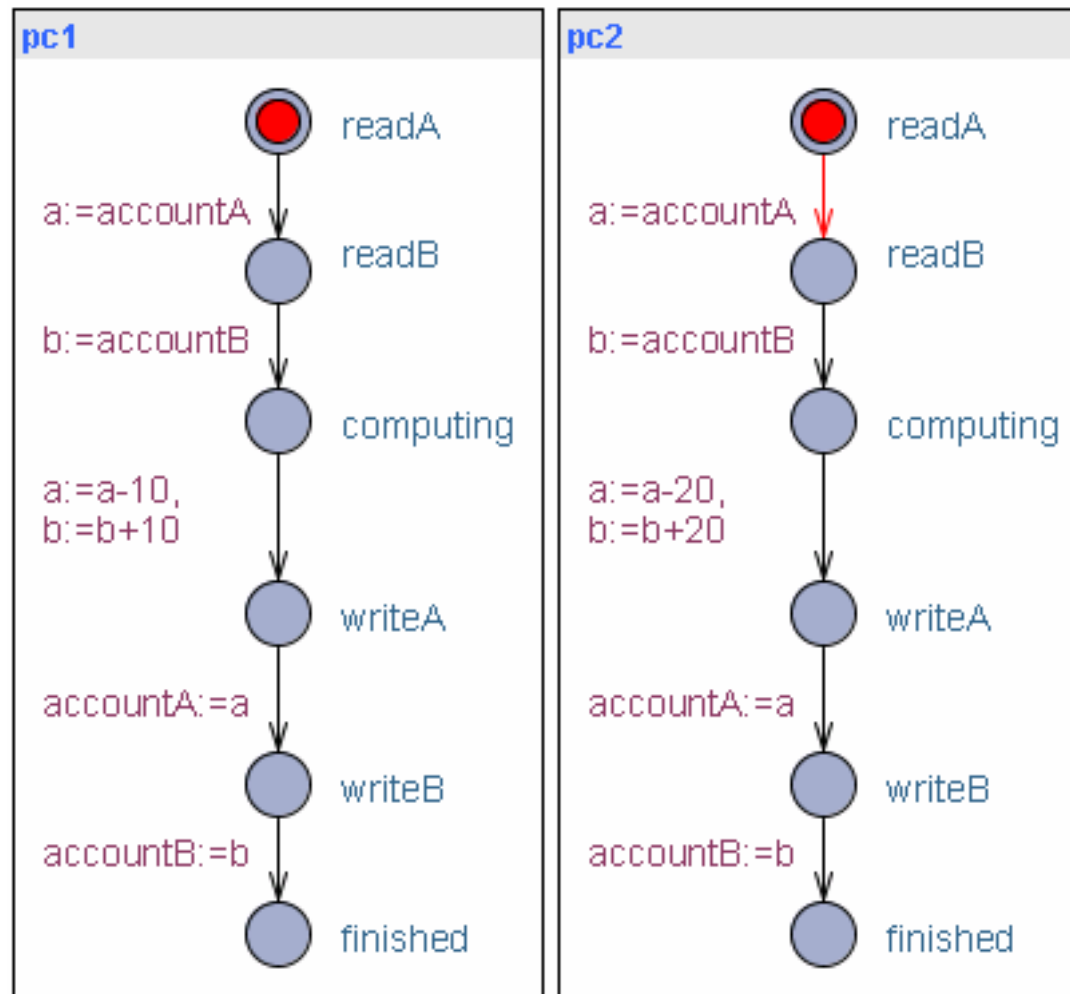 pc1
readA
a:=accountA
readB
b:=accountB
computing
a:=a-10,
b:=b+10
writeA
accountA:=a
writeB
accountB:=b
finished
pc2
readA
a:=accountA
readB
b:=accountB
computing
a:=a-20,
b:=b+20
writeA
accountA:=a
writeB
accountB:=b
finished